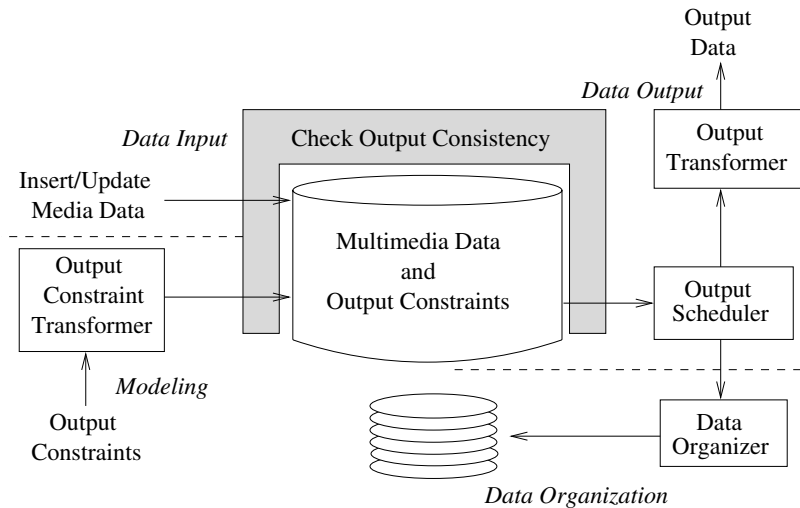 Output
Data
Data Output
Data Input
Check Output Consistency
Output
Transformer
Insert/Update
Media Data
Multimedia Data
and
Output Constraints
Output
Constraint
Transformer
Output
Scheduler
Modeling
Output
Constraints
Data
Organizer
Data Organization